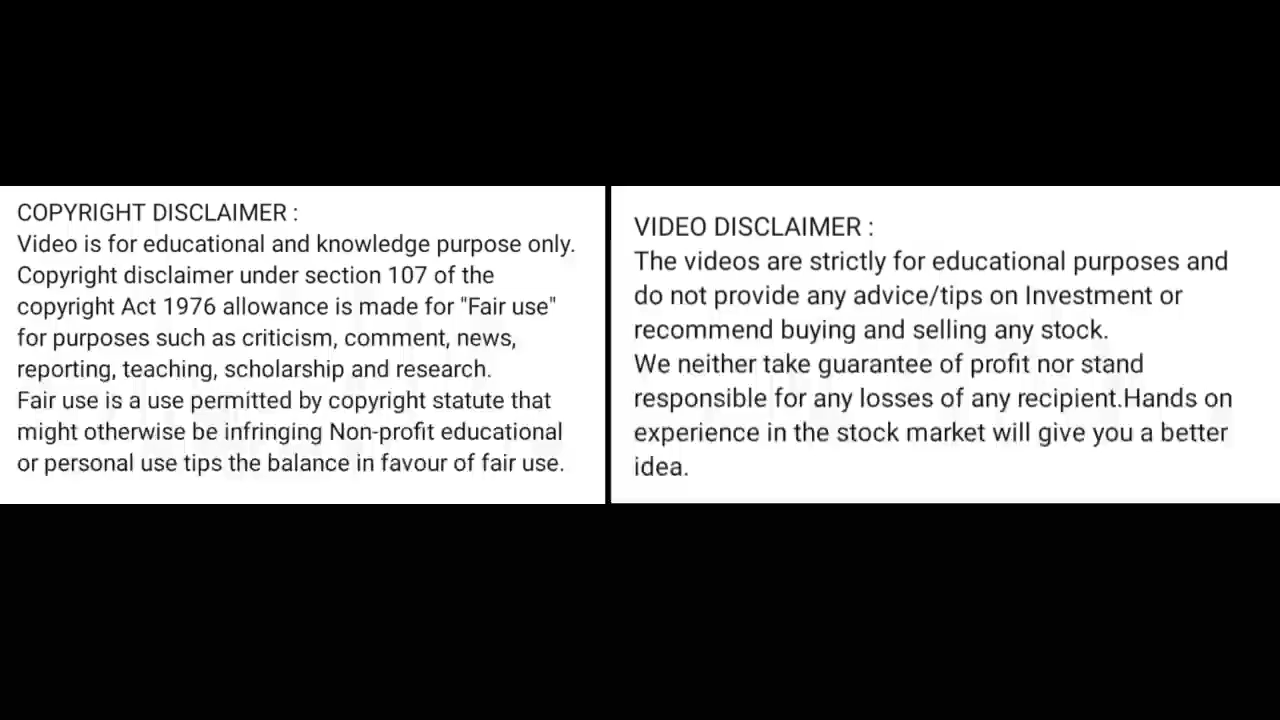 COPYRIGHT DISCLAIMER :
Video is for educational and knowledge purpose only.
Copyright disclaimer under section 107 of the
copyright Act 1976 allowance is made for "Fair use"
for purposes such as criticism, comment, news,
reporting, teaching, scholarship and research.
Fair use is a use permitted by copyright statute that
might otherwise be infringing Non-profit educational
or personal use tips the balance in favour of fair use.
VIDEO DISCLAIMER :
The videos are strictly for educational purposes and
do not provide any advice/tips on Investment or
recommend buying and selling any stock.
We neither take guarantee of profit nor stand
responsible for any losses of any recipient.Hands on
experience in the stock market will give you a better
idea.